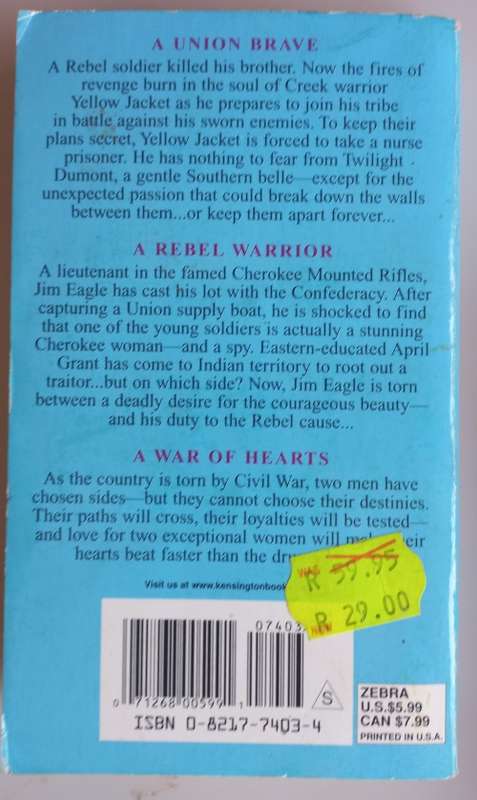 A UNION BRAVE
A Rebel soldier killed his brother. Now the fires of
revenge burn in the soul of Creek warrior
Yellow Jacket as he prepares to join his tribe
in battle against his sworn enemies. To keep their
plans secret, Yellow Jacket is forced to take a nurse
prisoner. He has nothing to fear from Twilight
Dumont, a gentle Southern belle—except for the
unexpected passion that could break down the walls
between them...or keep them apart forever...
A REBEL WARRIOR
A lieutenant in the famed Cherokee Mounted Rifles,
Jim Eagle has cast his lot with the Confederacy. After
capturing a Union supply boat, he is shocked to find
that one of the young soldiers is actually a stunning
Cherokee woman—and a spy. Eastern-educated April
Grant has come to Indian territory to root out a
traitor...but on which side? Now, Jim Eagle is torn
between a deadly desire for the courageous beauty—
and his duty to the Rebel cause...
A WAR OF HEARTS
As the country is torn by Civil War, two men have
chosen sides—but they cannot choose their destinies.
Their paths will cross, their loyalties will be tested—
and love for two exceptional women will
hearts beat faster than the
Visit us at www.kensingtonbook
WAS R 59.95
NEW R 29.00
07403
0 71268 00599 1
S
ISBN 0-8217-7403-4
ZEBRA
U.S.$5.99
CAN $7.99
PRINTED IN U.S.A.